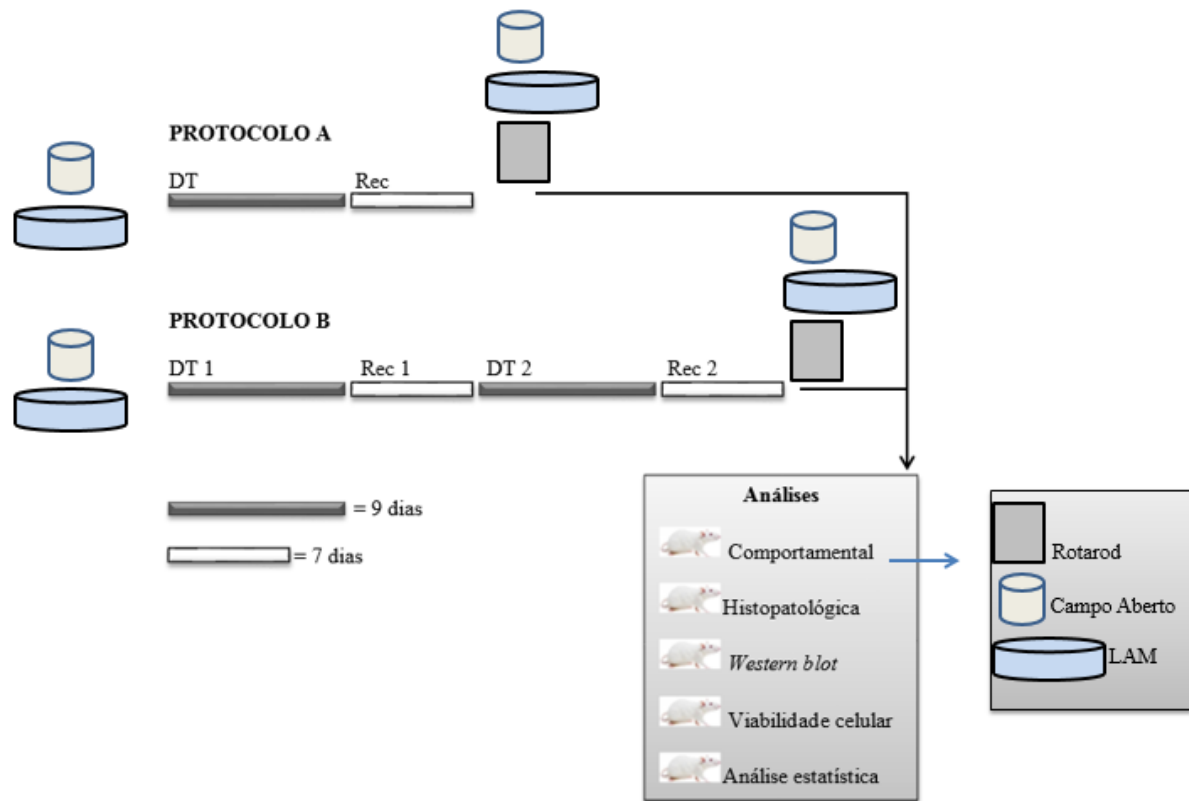 PROTOCOLO A
DT
Rec
PROTOCOLO B
DT 1
Rec 1
DT 2
Rec 2
= 9 dias
= 7 dias
Análises
Comportamental
Histopatológica
Western blot
Viabilidade celular
Análise estatística
Rotarod
Campo Aberto
LAM